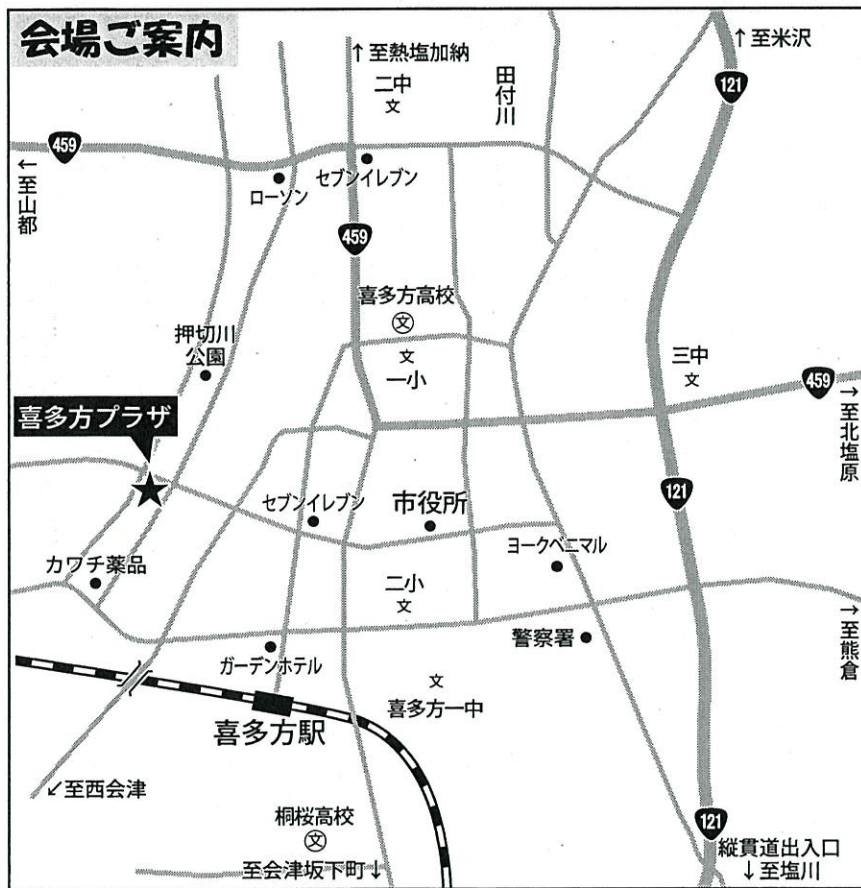 会場ご案内
↑至熱塩加納
二中
文
田付川
↑至米沢
121
459
←至山都
ローソン
セブンイレブン
459
喜多方高校
文
文
一小
押切川
公園
三中
文
459
→至北塩原
喜多方プラザ
セブンイレブン
市役所
121
ヨークベニマル
カワチ薬品
二小
文
→至熊倉
ガーデンホテル
警察署
文
喜多方一中
喜多方駅
↙至西会津
桐桜高校
文
至会津坂下町↓
121
縦貫道出入口
↓至塩川